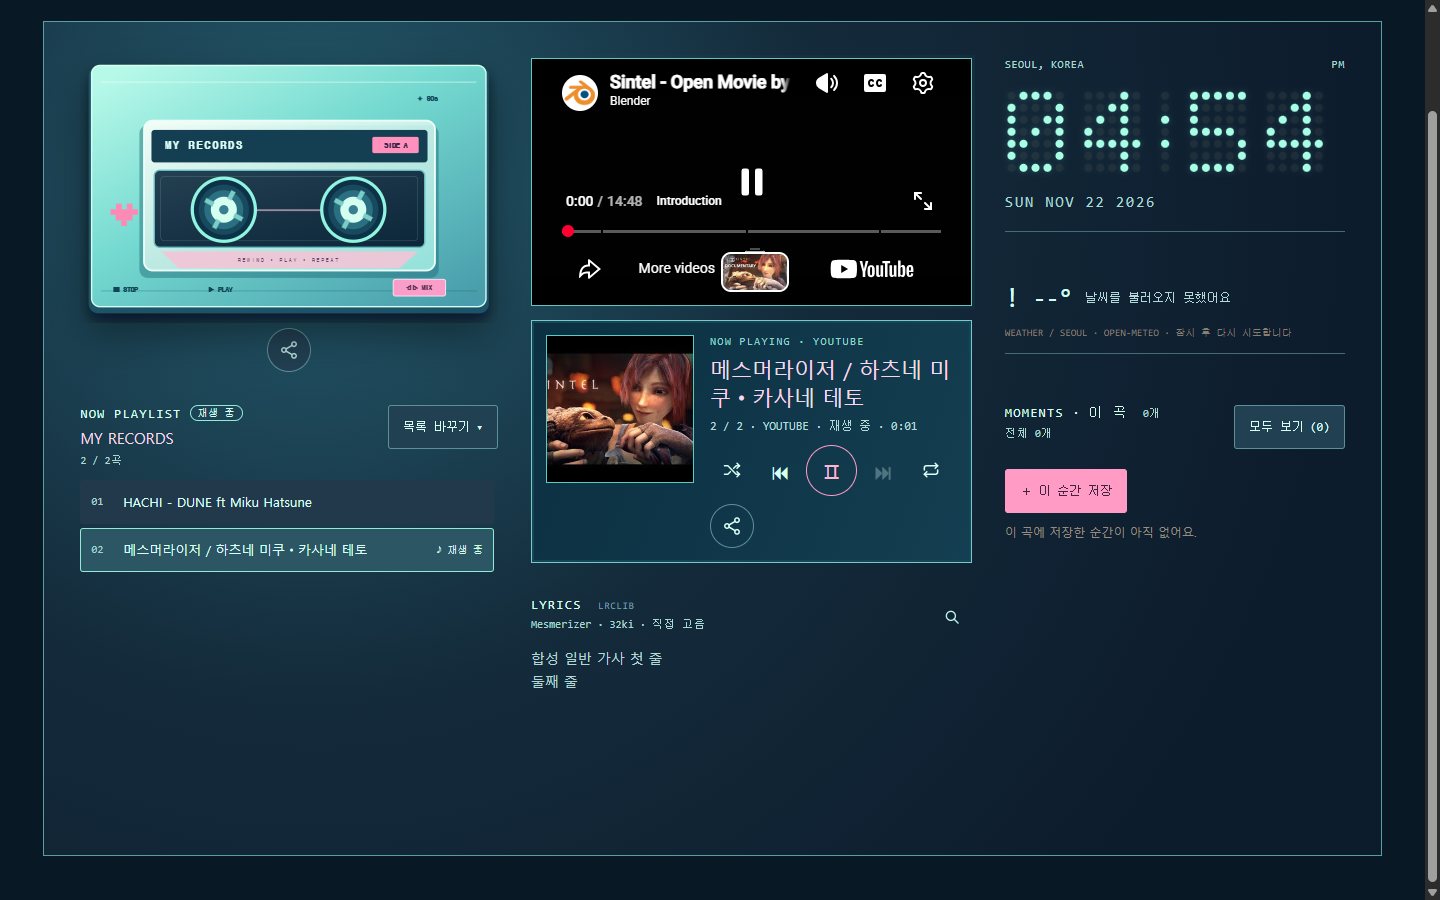 + 90s
MY RECORDS
SIDE A
REWIND • PLAY • REPEAT
STOP
PLAY
MIX
NOW PLAYLIST 재생 중
MY RECORDS
2 / 2곡
목록 바꾸기 ▾
01 HACHI - DUNE ft Miku Hatsune
02 메스머라이저 / 하츠네 미쿠 • 카사네 테토 ♪ 재생 중
Sintel - Open Movie by
Blender
CC
0:00 / 14:48 Introduction
More videos
YouTube
INTEL
NOW PLAYING · YOUTUBE
메스머라이저 / 하츠네 미
쿠 • 카사네 테토
2 / 2 · YOUTUBE · 재생 중 · 0:01
LYRICS LRCLIB
Mesmerizer · 32ki · 직접 고음
합성 일반 가사 첫 줄
둘째 줄
SEOUL, KOREA PM
04:54
SUN NOV 22 2026
! --° 날씨를 불러오지 못했어요
WEATHER / SEOUL · OPEN-METEO · 잠시 후 다시 시도합니다
MOMENTS · 이 곡 0개
전체 0개
모두 보기 (0)
+ 이 순간 저장
이 곡에 저장한 순간이 아직 없어요.